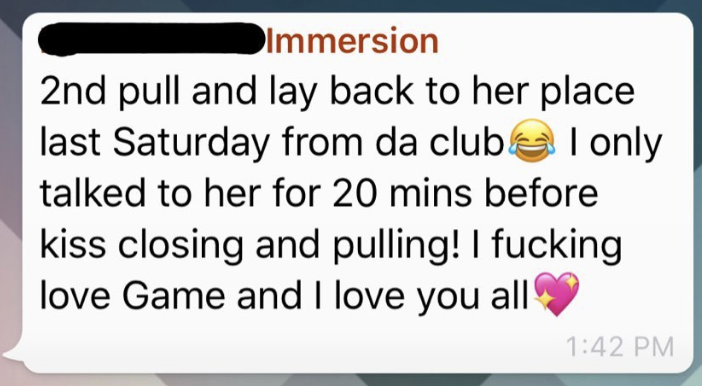 Immersion
2nd pull and lay back to her place
last Saturday from da club😂 I only
talked to her for 20 mins before
kiss closing and pulling! I fucking
love Game and I love you all💖
1:42 PM